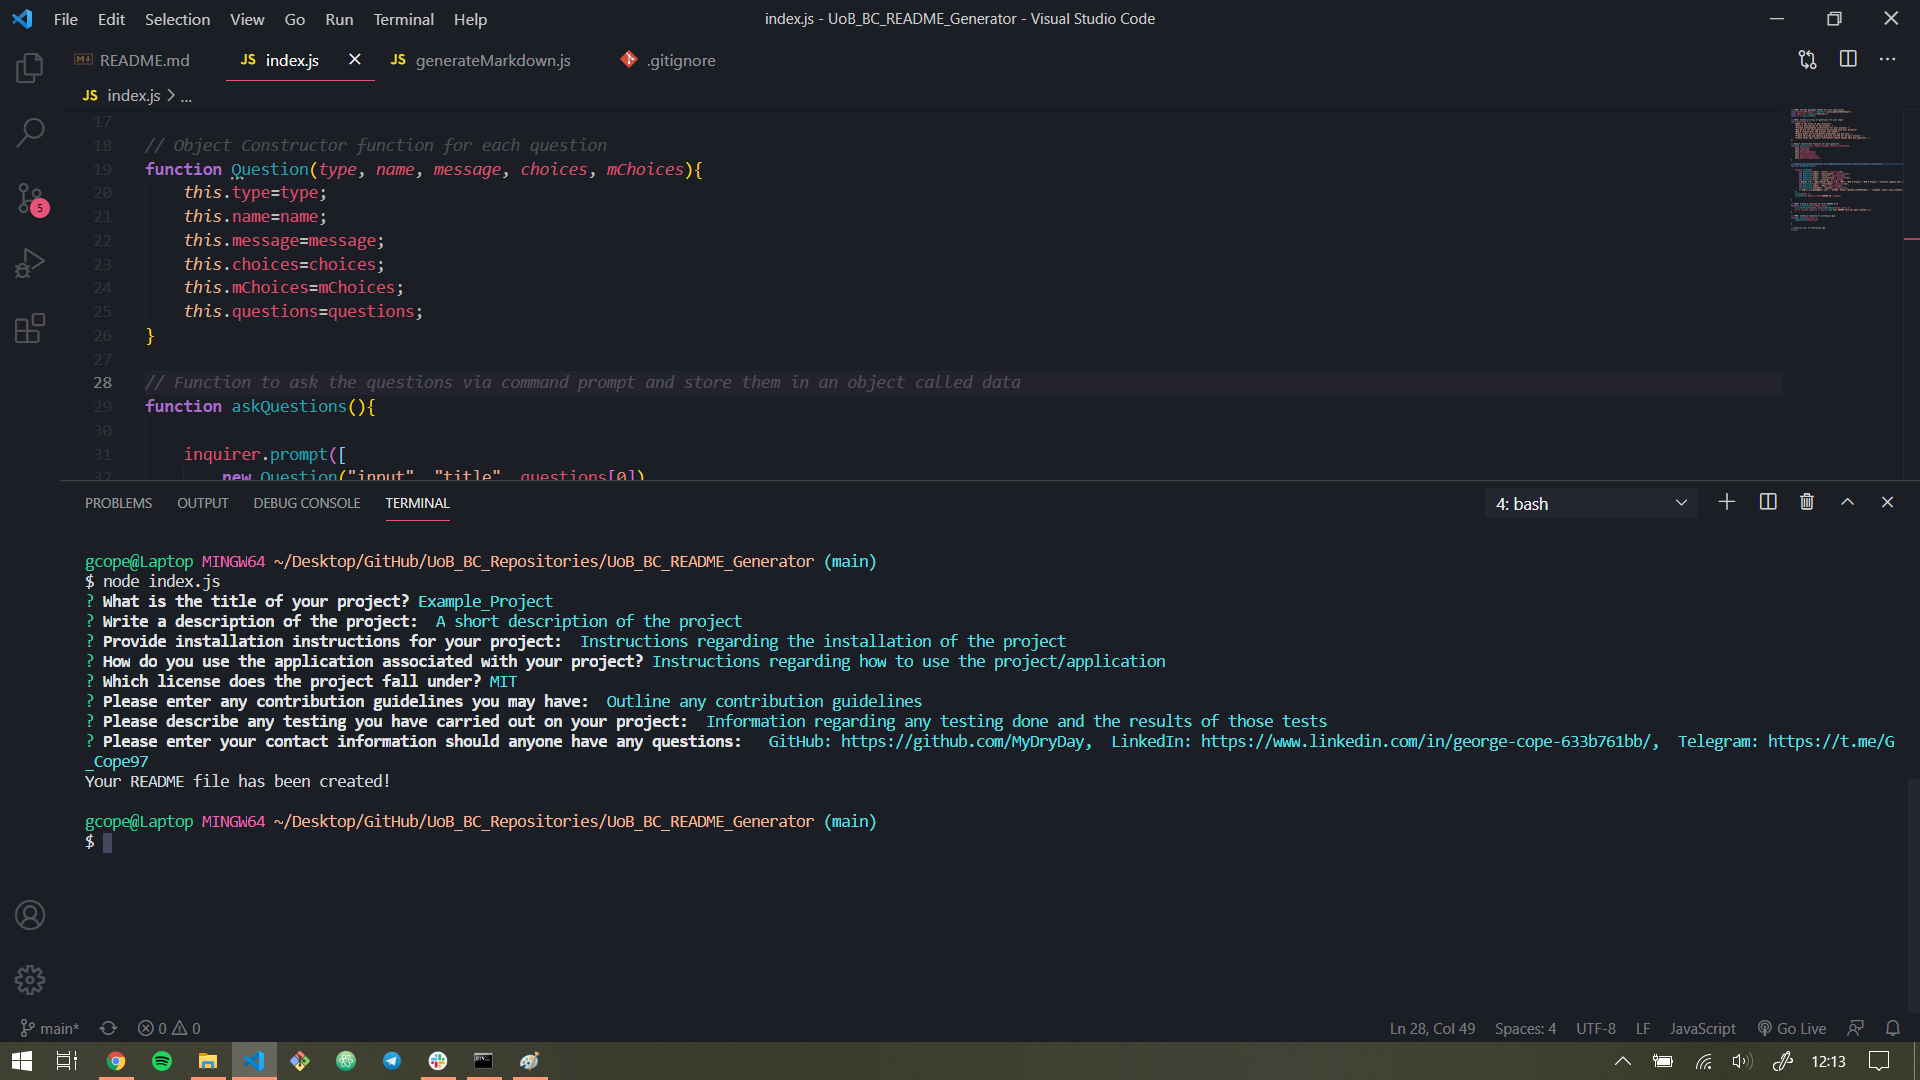 File Edit Selection View Go Run Terminal Help
index.js - UoB_BC_README_Generator - Visual Studio Code
README.md
JS index.js
JS generateMarkdown.js
.gitignore
JS index.js > ...
17
18 // Object Constructor function for each question
19 function Question(type, name, message, choices, mChoices){
20 this.type=type;
21 this.name=name;
22 this.message=message;
23 this.choices=choices;
24 this.mChoices=mChoices;
25 this.questions=questions;
26 }
27
28 // Function to ask the questions via command prompt and store them in an object called data
29 function askQuestions(){
30
31 inquirer.prompt([
32 new Question("input", "title", questions[0])
5
PROBLEMS OUTPUT DEBUG CONSOLE TERMINAL
4: bash
gcope@Laptop MINGW64 ~/Desktop/GitHub/UoB_BC_Repositories/UoB_BC_README_Generator (main)
$ node index.js
? What is the title of your project? Example_Project
? Write a description of the project:  A short description of the project
? Provide installation instructions for your project:  Instructions regarding the installation of the project
? How do you use the application associated with your project? Instructions regarding how to use the project/application
? Which license does the project fall under? MIT
? Please enter any contribution guidelines you may have:  Outline any contribution guidelines
? Please describe any testing you have carried out on your project:  Information regarding any testing done and the results of those tests
? Please enter your contact information should anyone have any questions:   GitHub: https://github.com/MyDryDay,  LinkedIn: https://www.linkedin.com/in/george-cope-633b761bb/,  Telegram: https://t.me/G
_Cope97
Your README file has been created!
gcope@Laptop MINGW64 ~/Desktop/GitHub/UoB_BC_Repositories/UoB_BC_README_Generator (main)
$
main* 0 0
Ln 28, Col 49 Spaces: 4 UTF-8 LF JavaScript Go Live
12:13